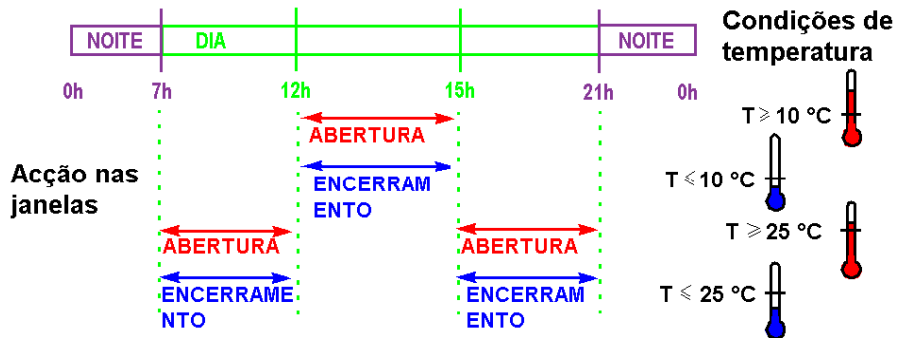 NOITE DIA NOITE
0h 7h 12h 15h 21h 0h
Condições de
temperatura
ABERTURA
T ⩾ 10 °C
ENCERRAM
ENTO
T ⩽ 10 °C
Acção nas
janelas
ABERTURA ABERTURA
T ⩾ 25 °C
ENCERRAME
NTO
ENCERRAM
ENTO
T ⩽ 25 °C